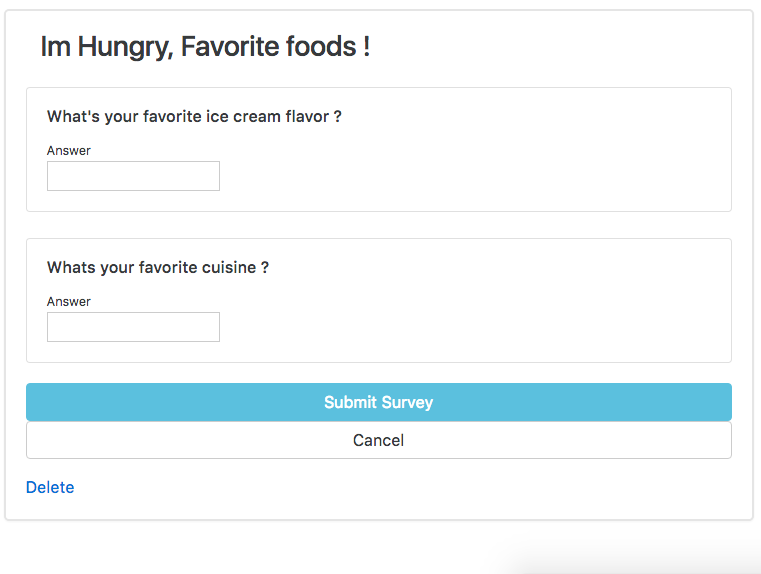 Im Hungry, Favorite foods !
What's your favorite ice cream flavor ?
Answer
Whats your favorite cuisine ?
Answer
Submit Survey
Cancel
Delete